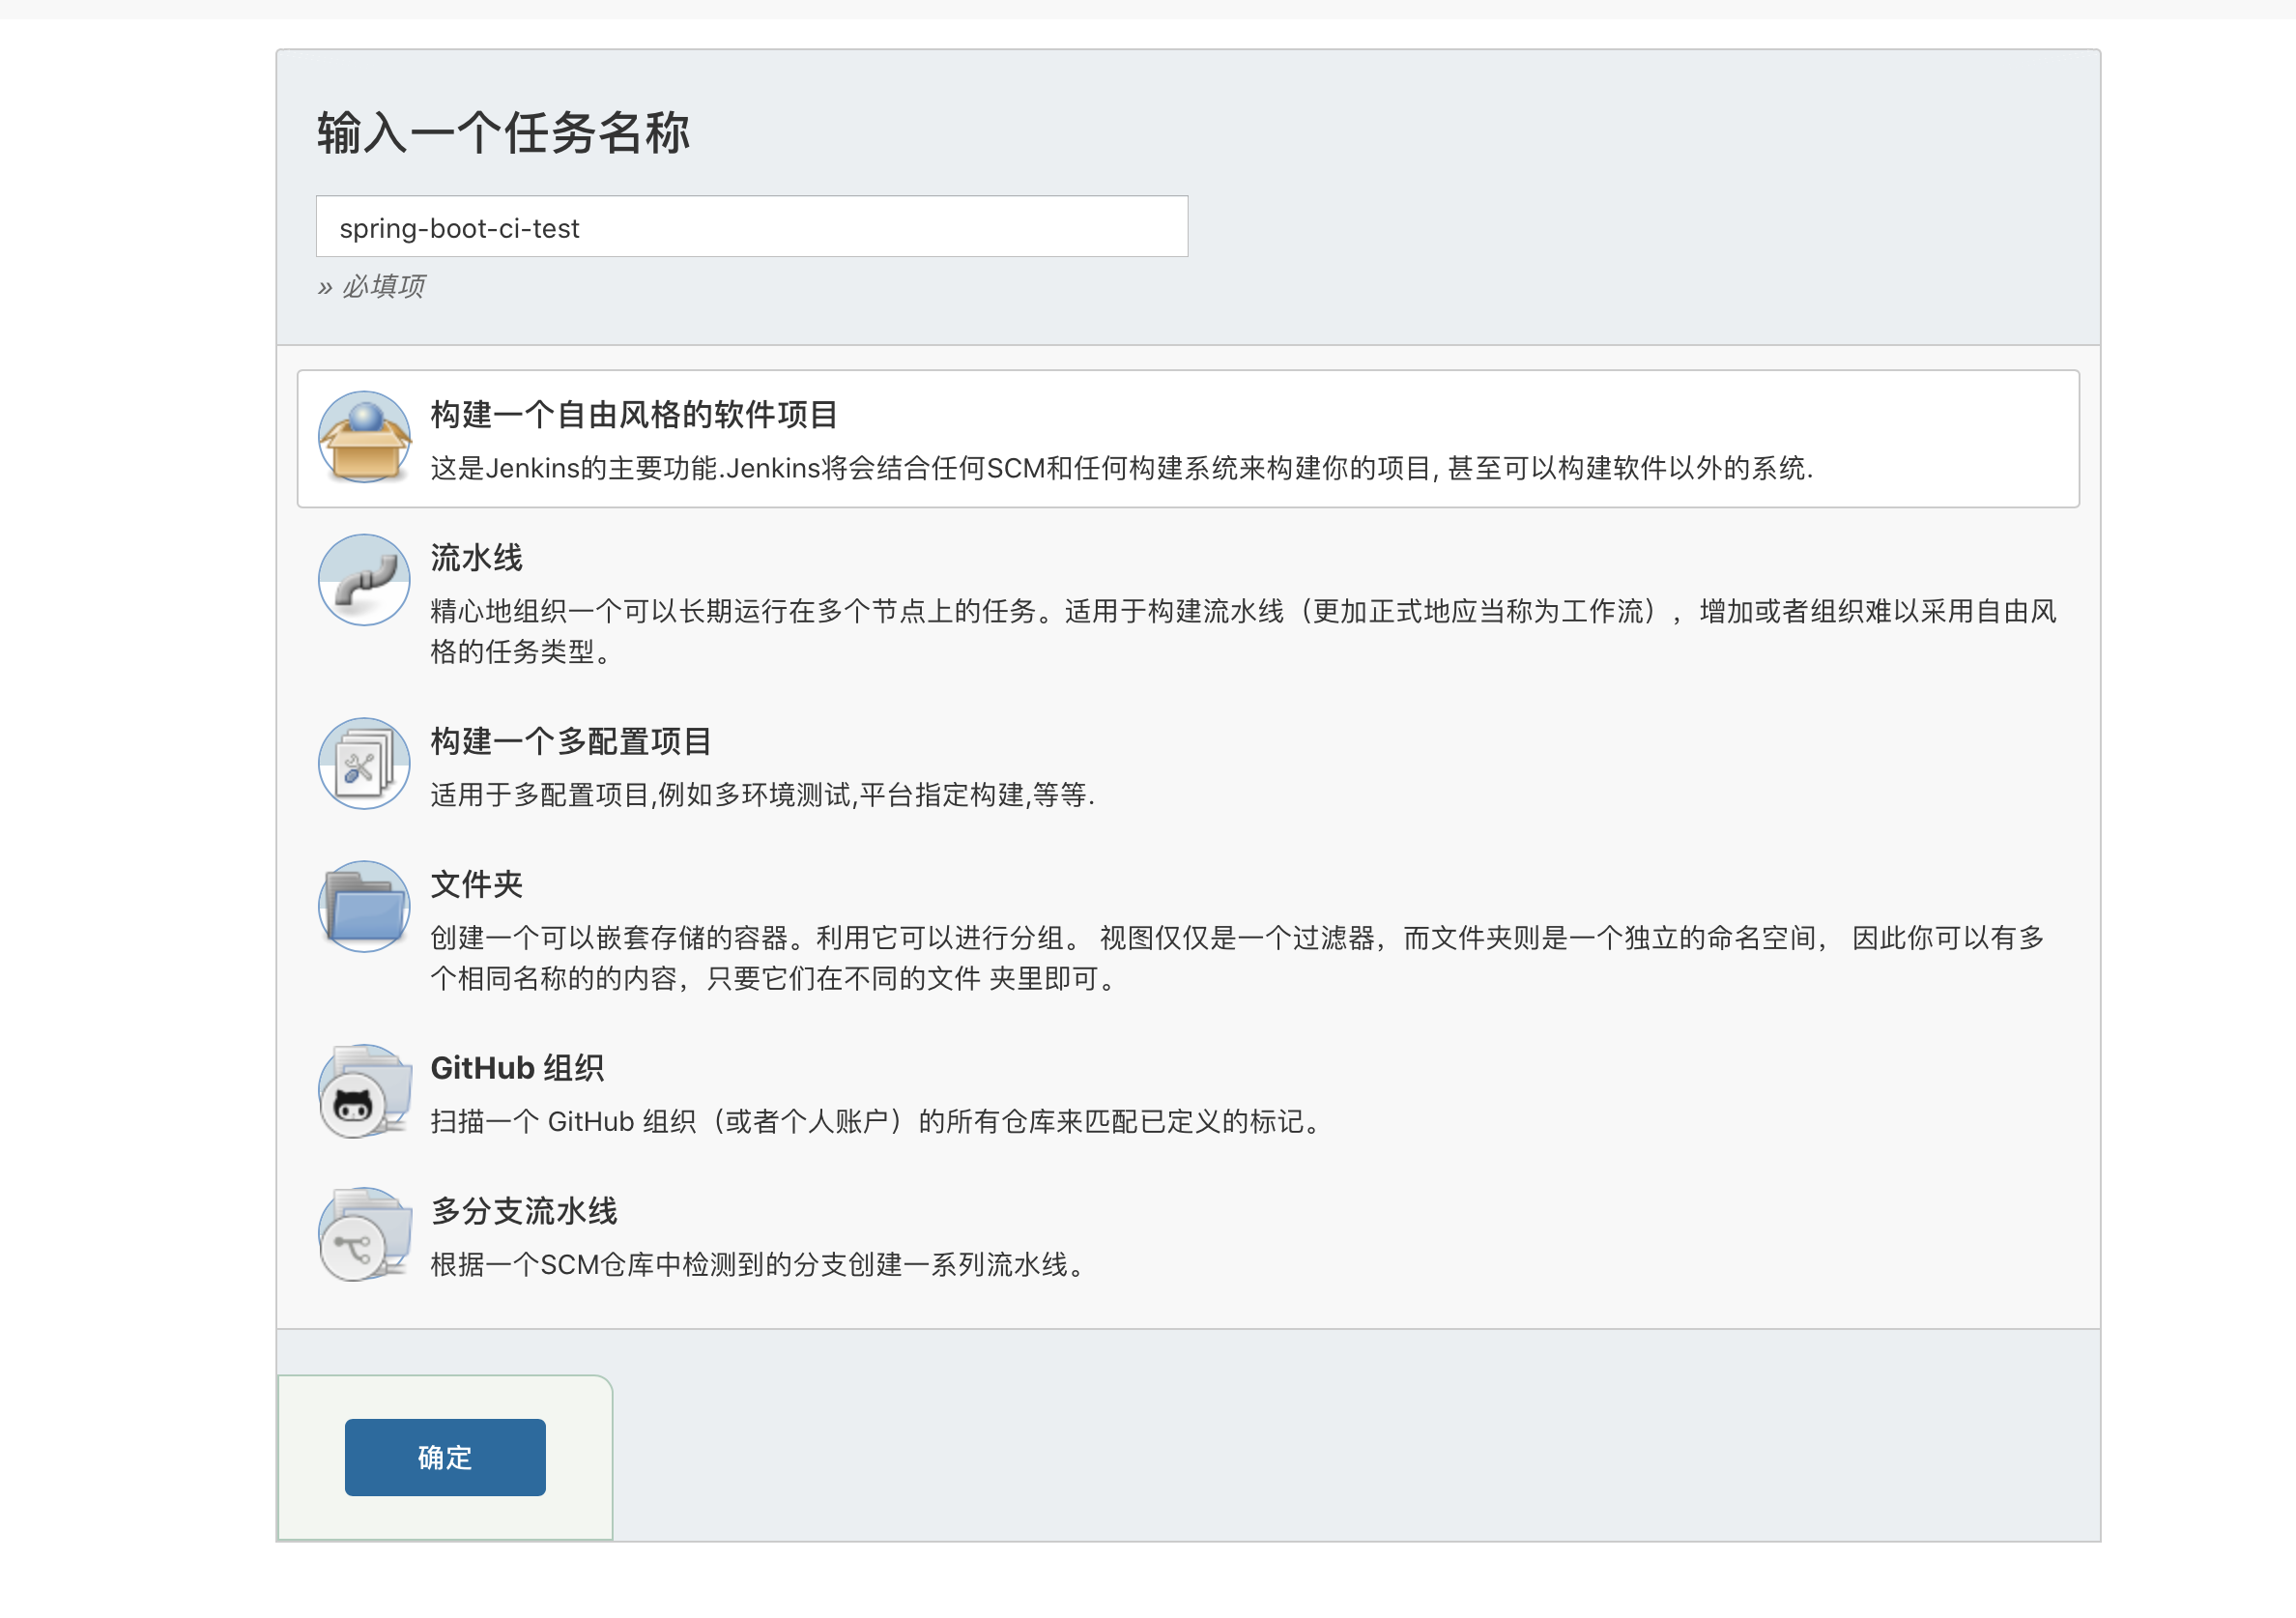 输入一个任务名称
spring-boot-ci-test
» 必填项
构建一个自由风格的软件项目
这是Jenkins的主要功能.Jenkins将会结合任何SCM和任何构建系统来构建你的项目, 甚至可以构建软件以外的系统.
流水线
精心地组织一个可以长期运行在多个节点上的任务。适用于构建流水线（更加正式地应当称为工作流），增加或者组织难以采用自由风
格的任务类型。
构建一个多配置项目
适用于多配置项目,例如多环境测试,平台指定构建,等等.
文件夹
创建一个可以嵌套存储的容器。利用它可以进行分组。 视图仅仅是一个过滤器，而文件夹则是一个独立的命名空间， 因此你可以有多
个相同名称的的内容，只要它们在不同的文件 夹里即可。
GitHub 组织
扫描一个 GitHub 组织（或者个人账户）的所有仓库来匹配已定义的标记。
多分支流水线
根据一个SCM仓库中检测到的分支创建一系列流水线。
确定